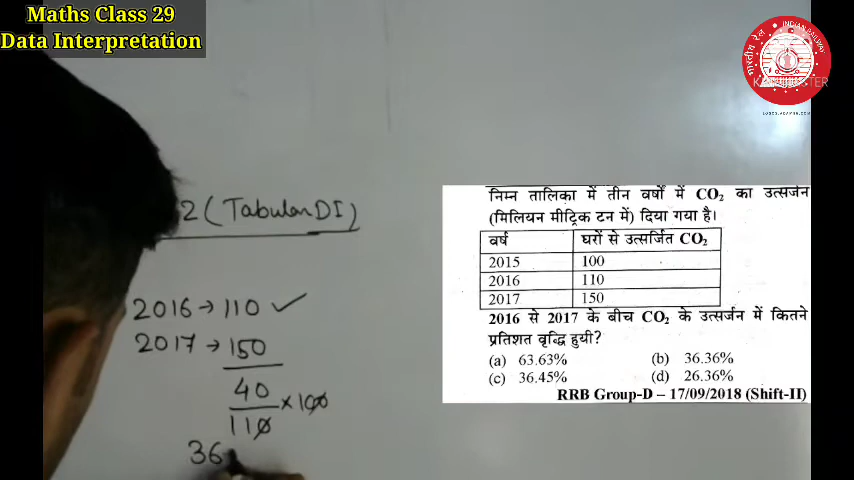 Maths Class 29
Data Interpretation
2 (Tabular DI)
2016 → 110 ✓
2017 → 150
40
110 × 100
36
भारतीय रेल INDIAN RAILWAY
निम्न तालिका में तीन वर्षों में CO₂ का उत्सर्जन
(मिलियन मीट्रिक टन में) दिया गया है।
वर्ष घरों से उत्सर्जित CO₂
2015 100
2016 110
2017 150
2016 से 2017 के बीच CO₂ के उत्सर्जन में कितने
प्रतिशत वृद्धि हुयी?
(a) 63.63% (b) 36.36%
(c) 36.45% (d) 26.36%
RRB Group-D – 17/09/2018 (Shift-II)